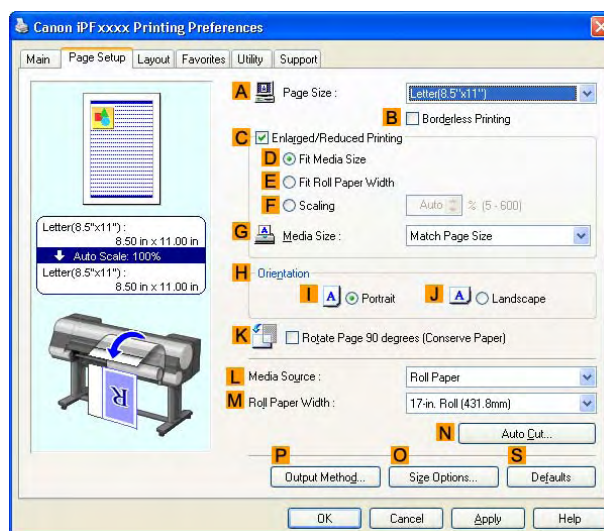 Canon iPFxxxx Printing Preferences
Main Page Setup Layout Favorites Utility Support
A Page Size : Letter(8.5"x11")
B Borderless Printing
C Enlarged/Reduced Printing
D Fit Media Size
E Fit Roll Paper Width
F Scaling Auto % (5 - 600)
G A Media Size : Match Page Size
Letter(8.5"x11") :
8.50 in x 11.00 in
Auto Scale: 100%
Letter(8.5"x11") :
8.50 in x 11.00 in
H Orientation
I A Portrait J A Landscape
K Rotate Page 90 degrees (Conserve Paper)
R
L Media Source : Roll Paper
M Roll Paper Width : 17-in. Roll (431.8mm)
N Auto Cut...
P O S
Output Method... Size Options... Defaults
OK Cancel Apply Help